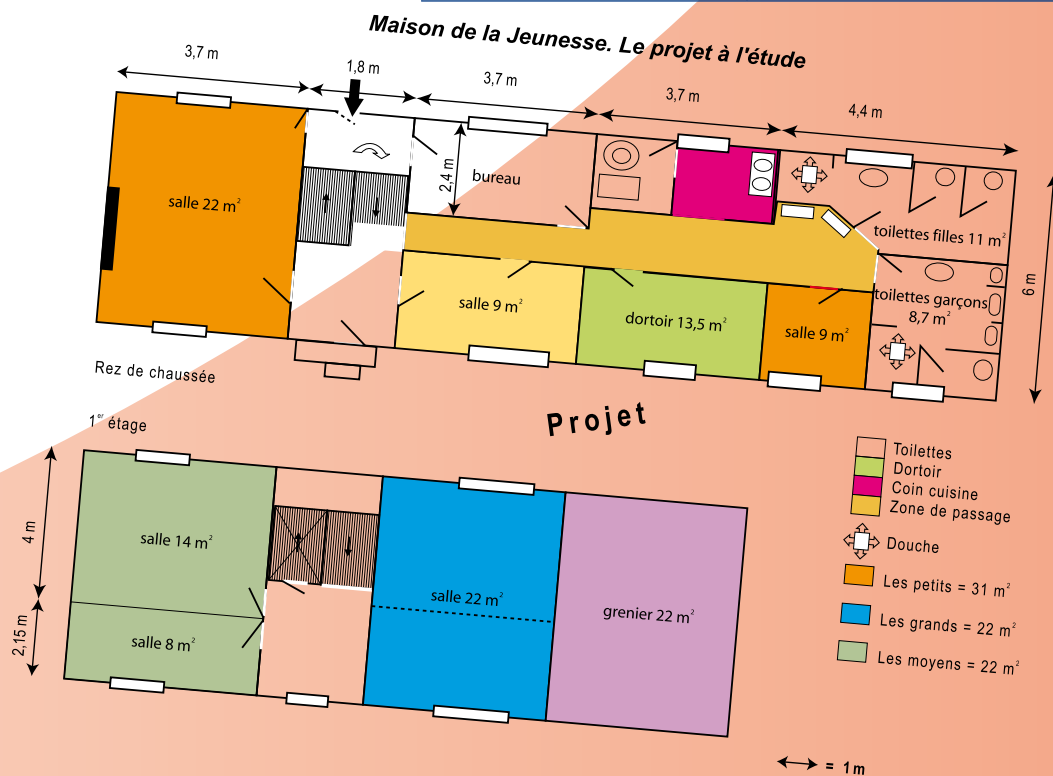 Maison de la Jeunesse. Le projet à l'étude
3,7 m
1,8 m
3,7 m
3,7 m
4,4 m
salle 22 m²
2,4 m
bureau
toilettes filles 11 m²
salle 9 m²
dortoir 13,5 m²
salle 9 m²
toilettes garçons
8,7 m²
6 m
Rez de chaussée
Projet
1er étage
4 m
2,15 m
salle 14 m²
salle 8 m²
salle 22 m²
grenier 22 m²
Toilettes
Dortoir
Coin cuisine
Zone de passage
Douche
Les petits = 31 m²
Les grands = 22 m²
Les moyens = 22 m²
= 1m